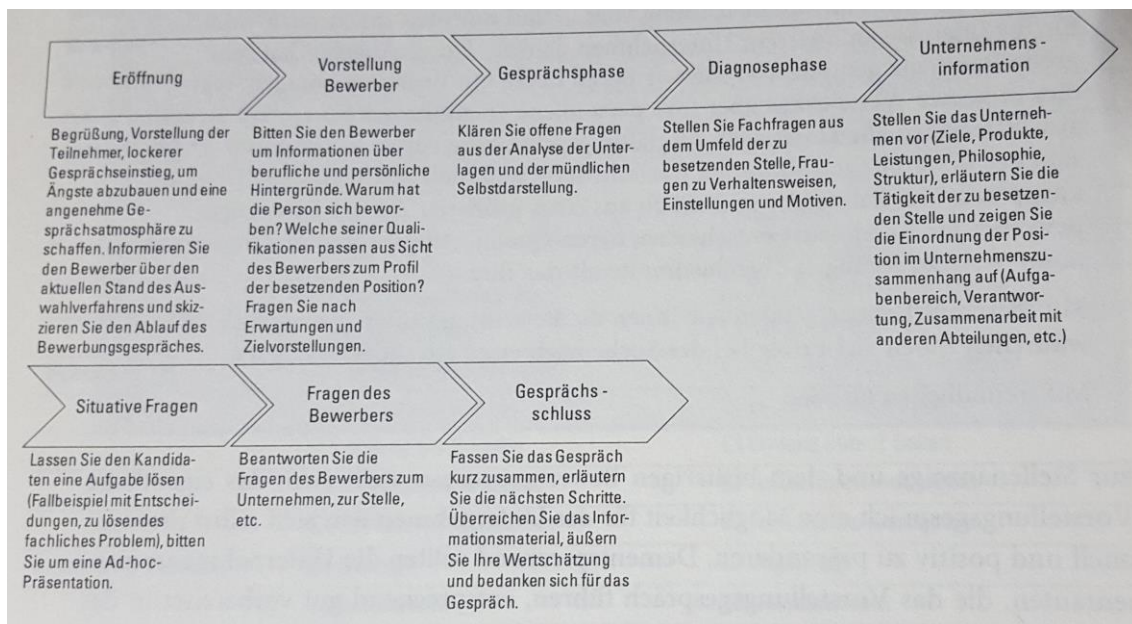 Eröffnung
Begrüßung, Vorstellung der
Teilnehmer, lockerer
Gesprächseinstieg, um
Ängste abzubauen und eine
angenehme Ge-
sprächsatmosphäre zu
schaffen. Informieren Sie
den Bewerber über den
aktuellen Stand des Aus-
wahlverfahrens und skiz-
zieren Sie den Ablauf des
Bewerbungsgespräches.
Vorstellung
Bewerber
Bitten Sie den Bewerber
um Informationen über
berufliche und persönliche
Hintergründe. Warum hat
die Person sich bewor-
ben? Welche seiner Quali-
fikationen passen aus Sicht
des Bewerbers zum Profil
der besetzenden Position?
Fragen Sie nach
Erwartungen und
Zielvorstellungen.
Gesprächsphase
Klären Sie offene Fragen
aus der Analyse der Unter-
lagen und der mündlichen
Selbstdarstellung.
Diagnosephase
Stellen Sie Fachfragen aus
dem Umfeld der zu
besetzenden Stelle, Frau-
gen zu Verhaltensweisen,
Einstellungen und Motiven.
Unternehmens -
information
Stellen Sie das Unterneh-
men vor (Ziele, Produkte,
Leistungen, Philosophie,
Struktur), erläutern Sie die
Tätigkeit der zu besetzen-
den Stelle und zeigen Sie
die Einordnung der Posi-
tion im Unternehmenszu-
sammenhang auf (Aufga-
benbereich, Verantwor-
tung, Zusammenarbeit mit
anderen Abteilungen, etc.)
Situative Fragen
Lassen Sie den Kandida-
ten eine Aufgabe lösen
(Fallbeispiel mit Entschei-
dungen, zu lösendes
fachliches Problem), bitten
Sie um eine Ad-hoc-
Präsentation.
Fragen des
Bewerbers
Beantworten Sie die
Fragen des Bewerbers zum
Unternehmen, zur Stelle,
etc.
Gesprächs -
schluss
Fassen Sie das Gespräch
kurz zusammen, erläutern
Sie die nächsten Schritte.
Überreichen Sie das Infor-
mationsmaterial, äußern
Sie Ihre Wertschätzung
und bedanken sich für das
Gespräch.